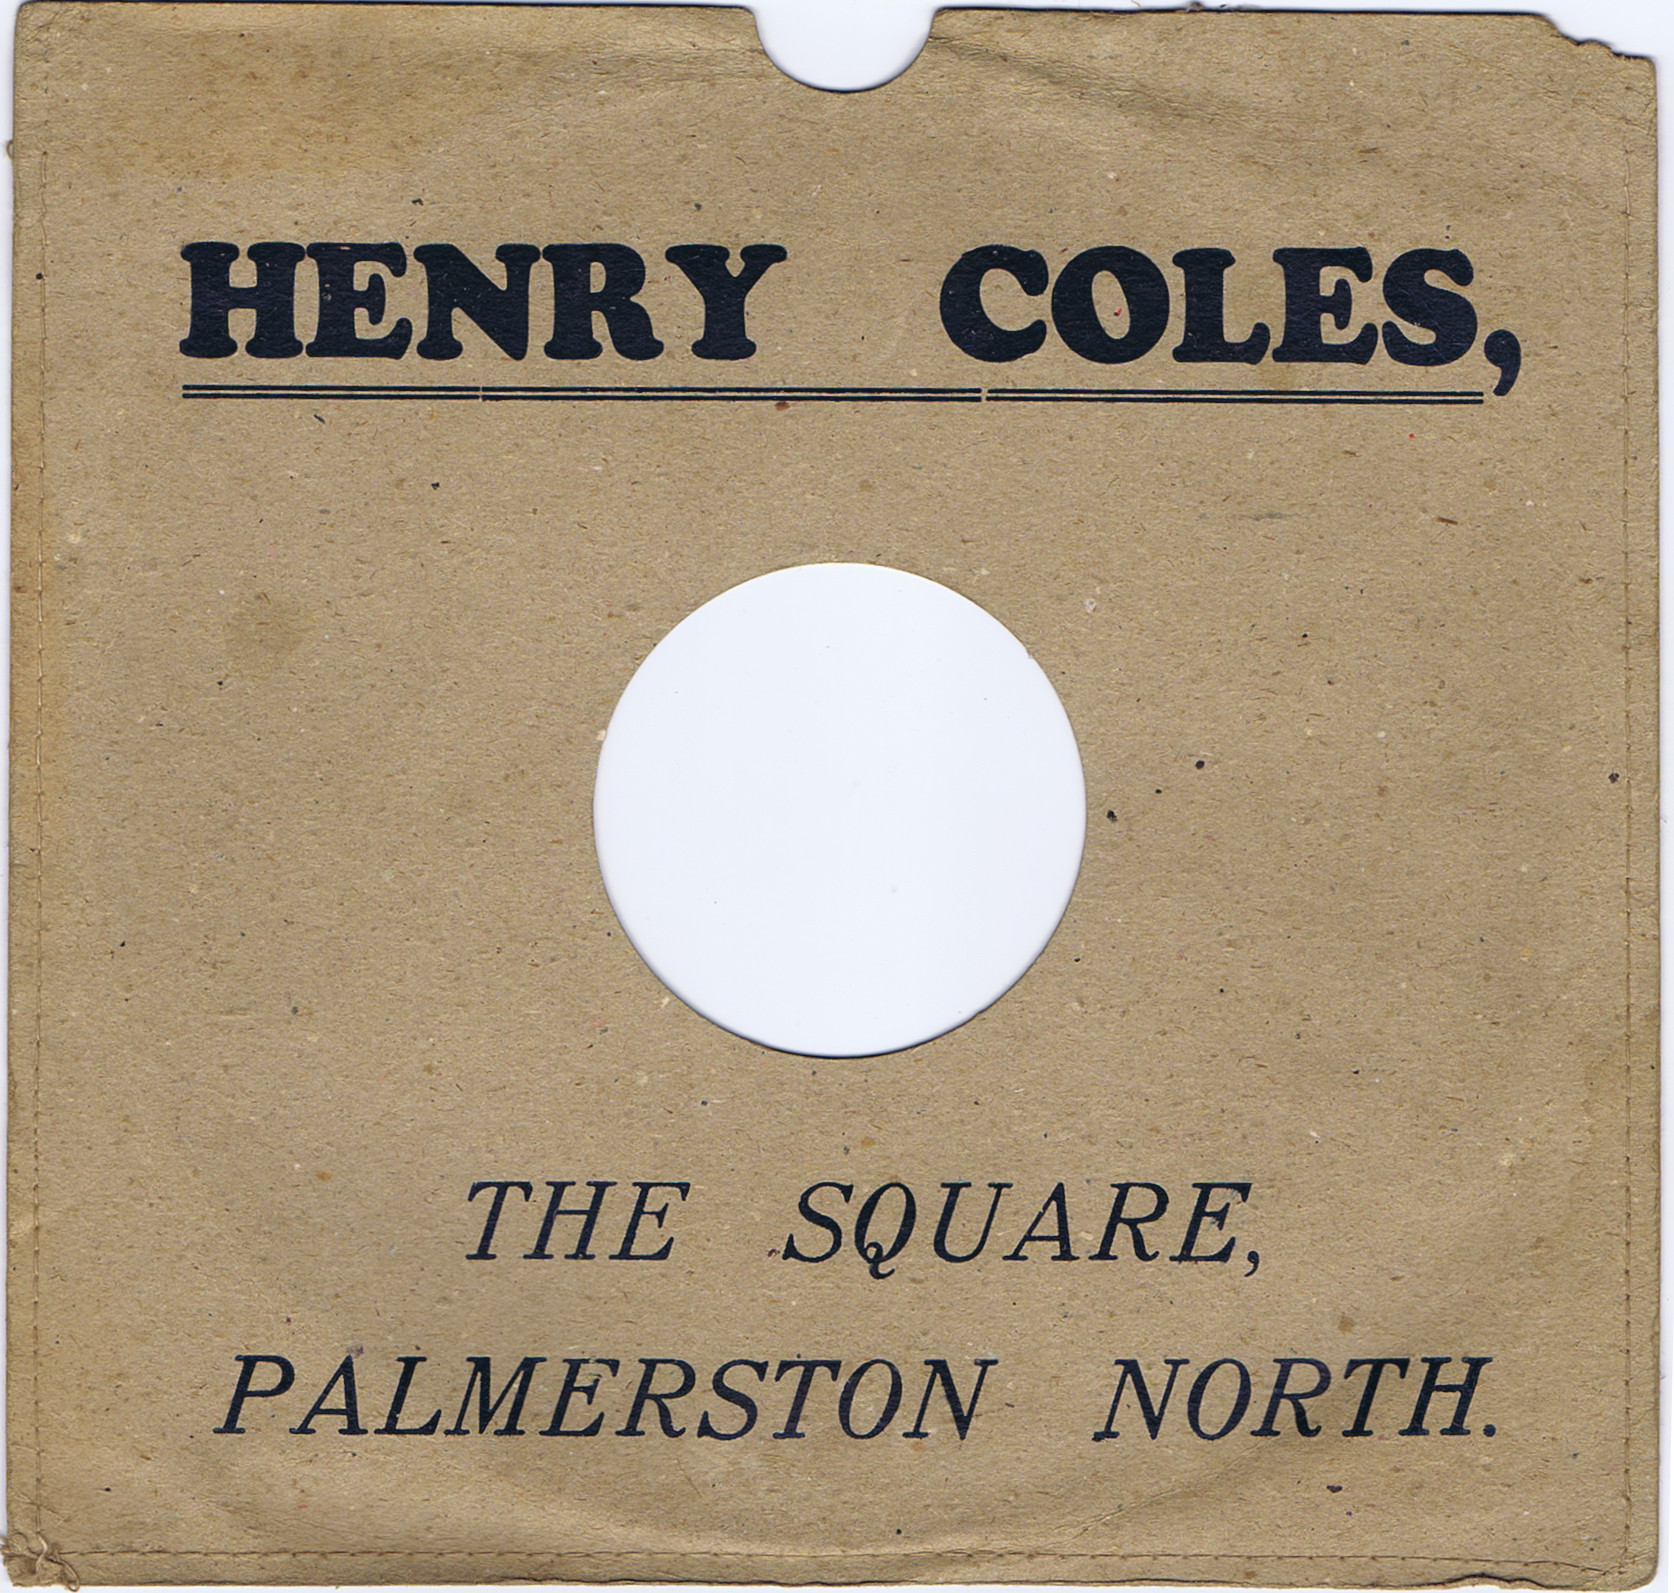 HENRY COLES,
THE SQUARE,
PALMERSTON NORTH.